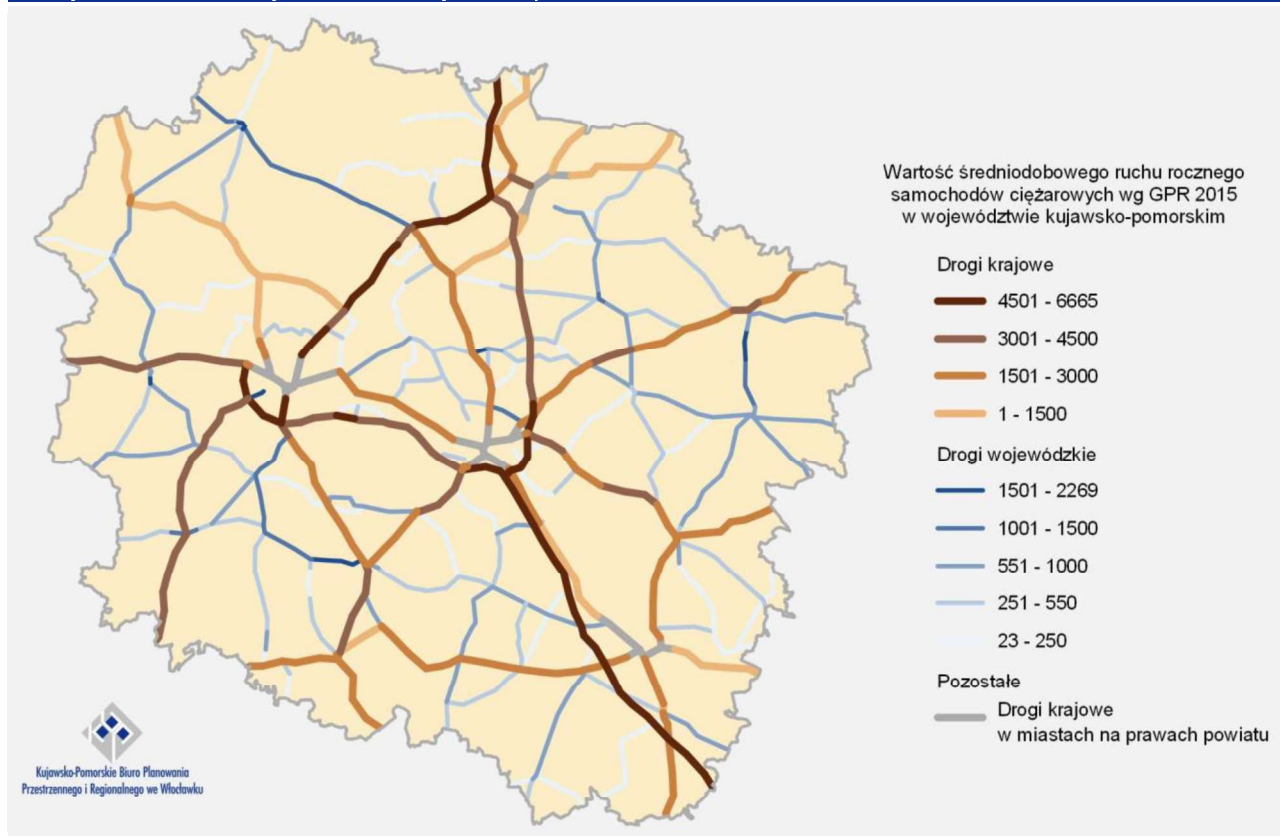 Wartość średniodobowego ruchu rocznego
samochodów ciężarowych wg GPR 2015
w województwie kujawsko-pomorskim
Drogi krajowe
4501 - 6665
3001 - 4500
1501 - 3000
1 - 1500
Drogi wojewódzkie
1501 - 2269
1001 - 1500
551 - 1000
251 - 550
23 - 250
Pozostałe
Drogi krajowe
w miastach na prawach powiatu
Kujawsko-Pomorskie Biuro Planowania
Przestrzennego i Regionalnego we Włocławku